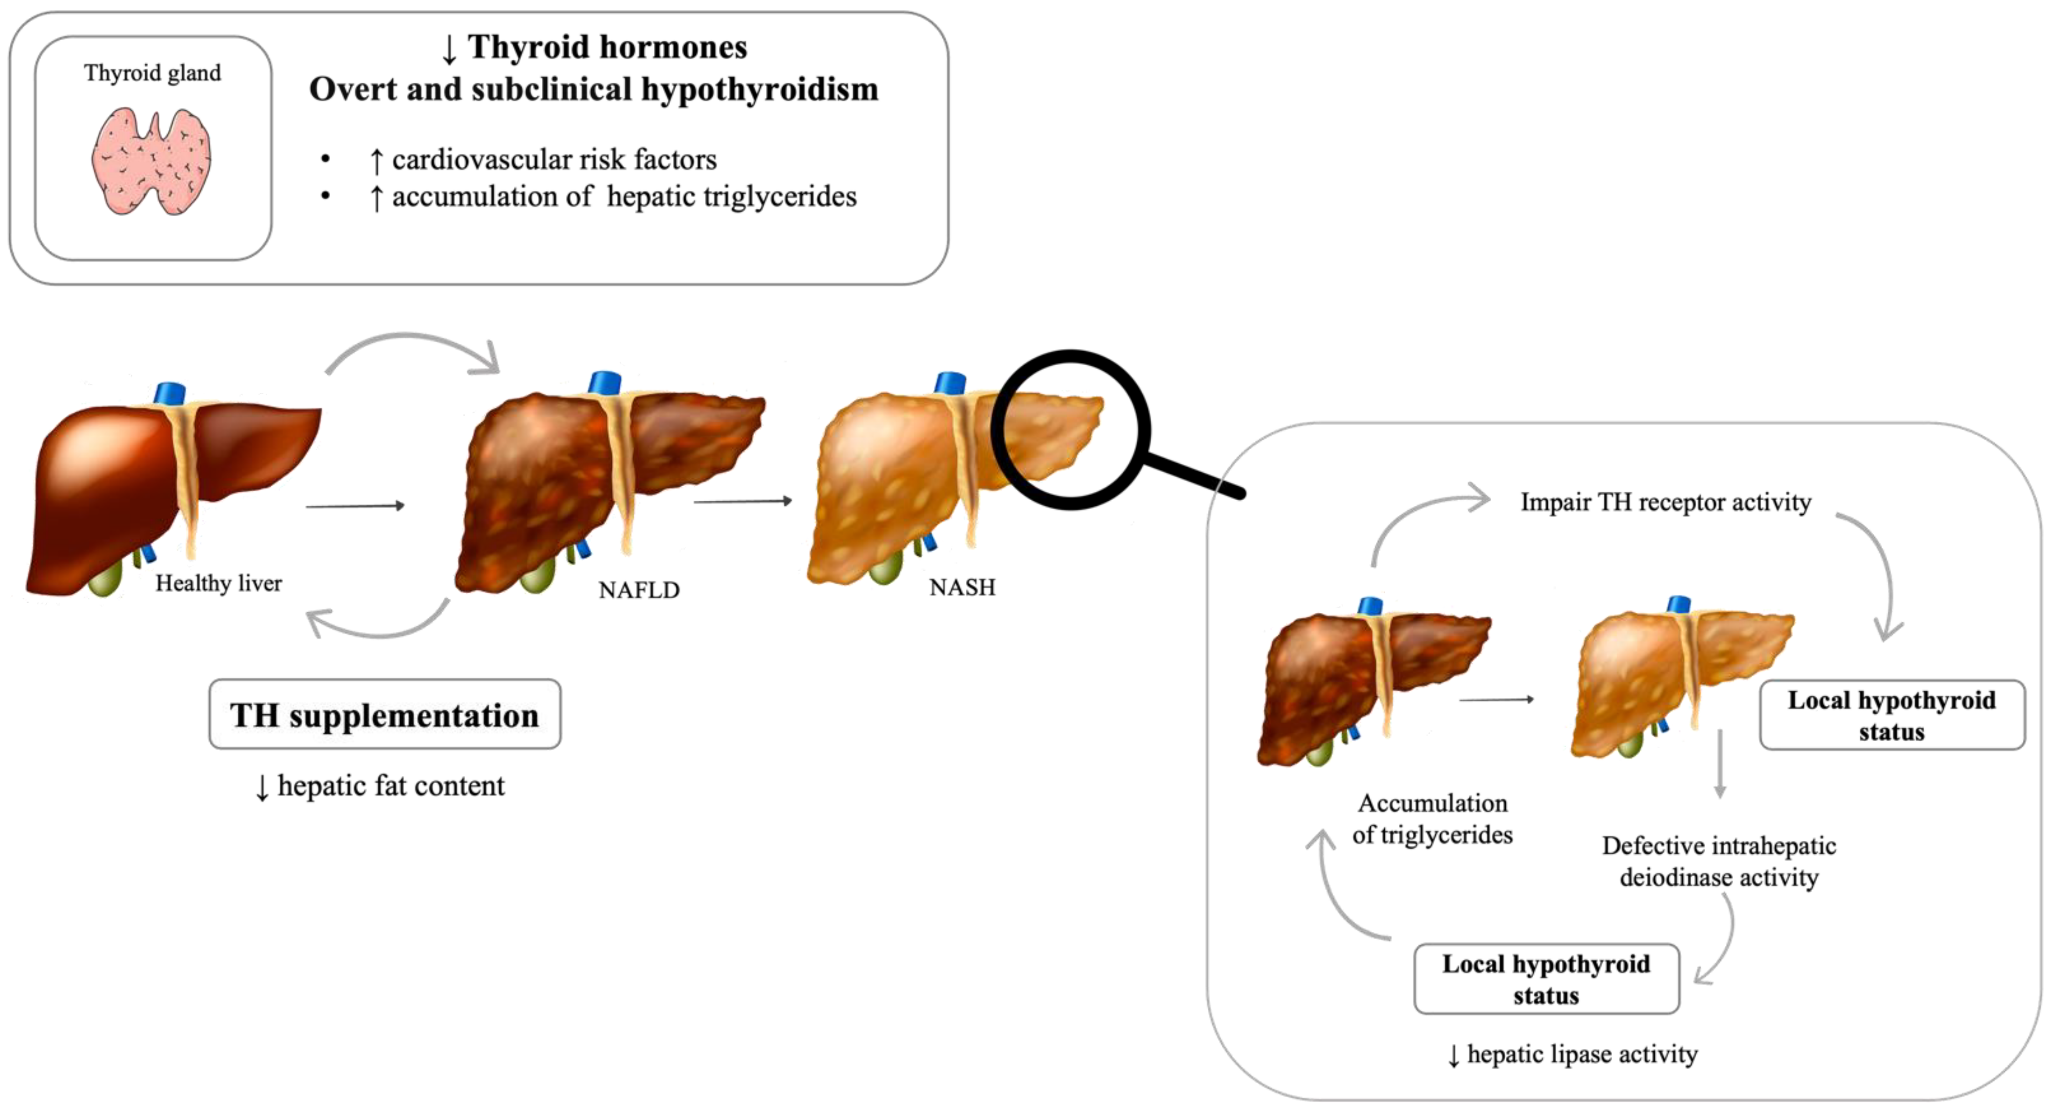 Thyroid gland
↓ Thyroid hormones
Overt and subclinical hypothyroidism
• ↑ cardiovascular risk factors
• ↑ accumulation of hepatic triglycerides
Healthy liver
NAFLD
NASH
TH supplementation
↓ hepatic fat content
Impair TH receptor activity
Local hypothyroid
status
Accumulation
of triglycerides
Defective intrahepatic
deiodinase activity
Local hypothyroid
status
↓ hepatic lipase activity